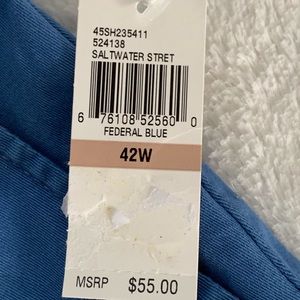 45SH235411
524138
SALTWATER STRET
6 76108 52560 0
FEDERAL BLUE
42W
MSRP $55.00